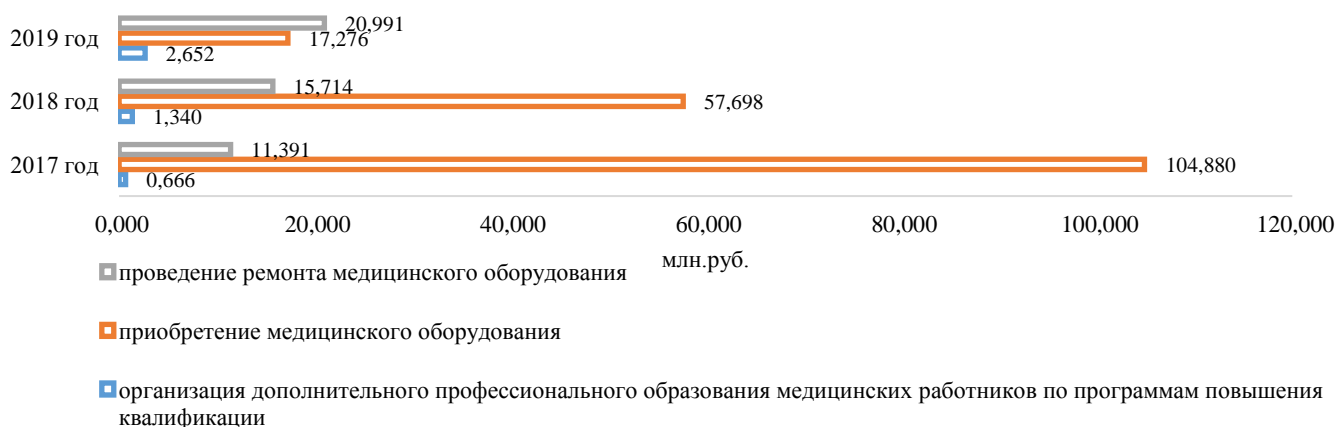 2019 год
20,991
17,276
2,652
2018 год
15,714
57,698
1,340
2017 год
11,391
104,880
0,666
0,000 20,000 40,000 60,000 80,000 100,000 120,000
млн.руб.
проведение ремонта медицинского оборудования
приобретение медицинского оборудования
организация дополнительного профессионального образования медицинских работников по программам повышения
квалификации